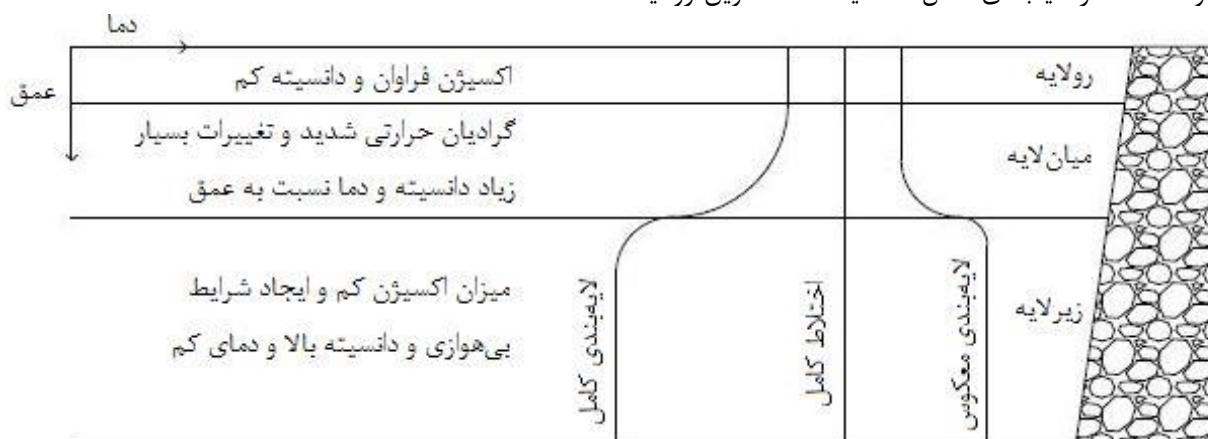 دما
عمق
رولایه
اکسیژن فراوان و دانسیته کم
میان‌لایه
گرادیان حرارتی شدید و تغییرات بسیار
زیاد دانسیته و دما نسبت به عمق
زیرلایه
لایه‌بندی معکوس
اختلاط کامل
لایه‌بندی کامل
میزان اکسیژن کم و ایجاد شرایط
بی‌هوازی و دانسیته بالا و دمای کم